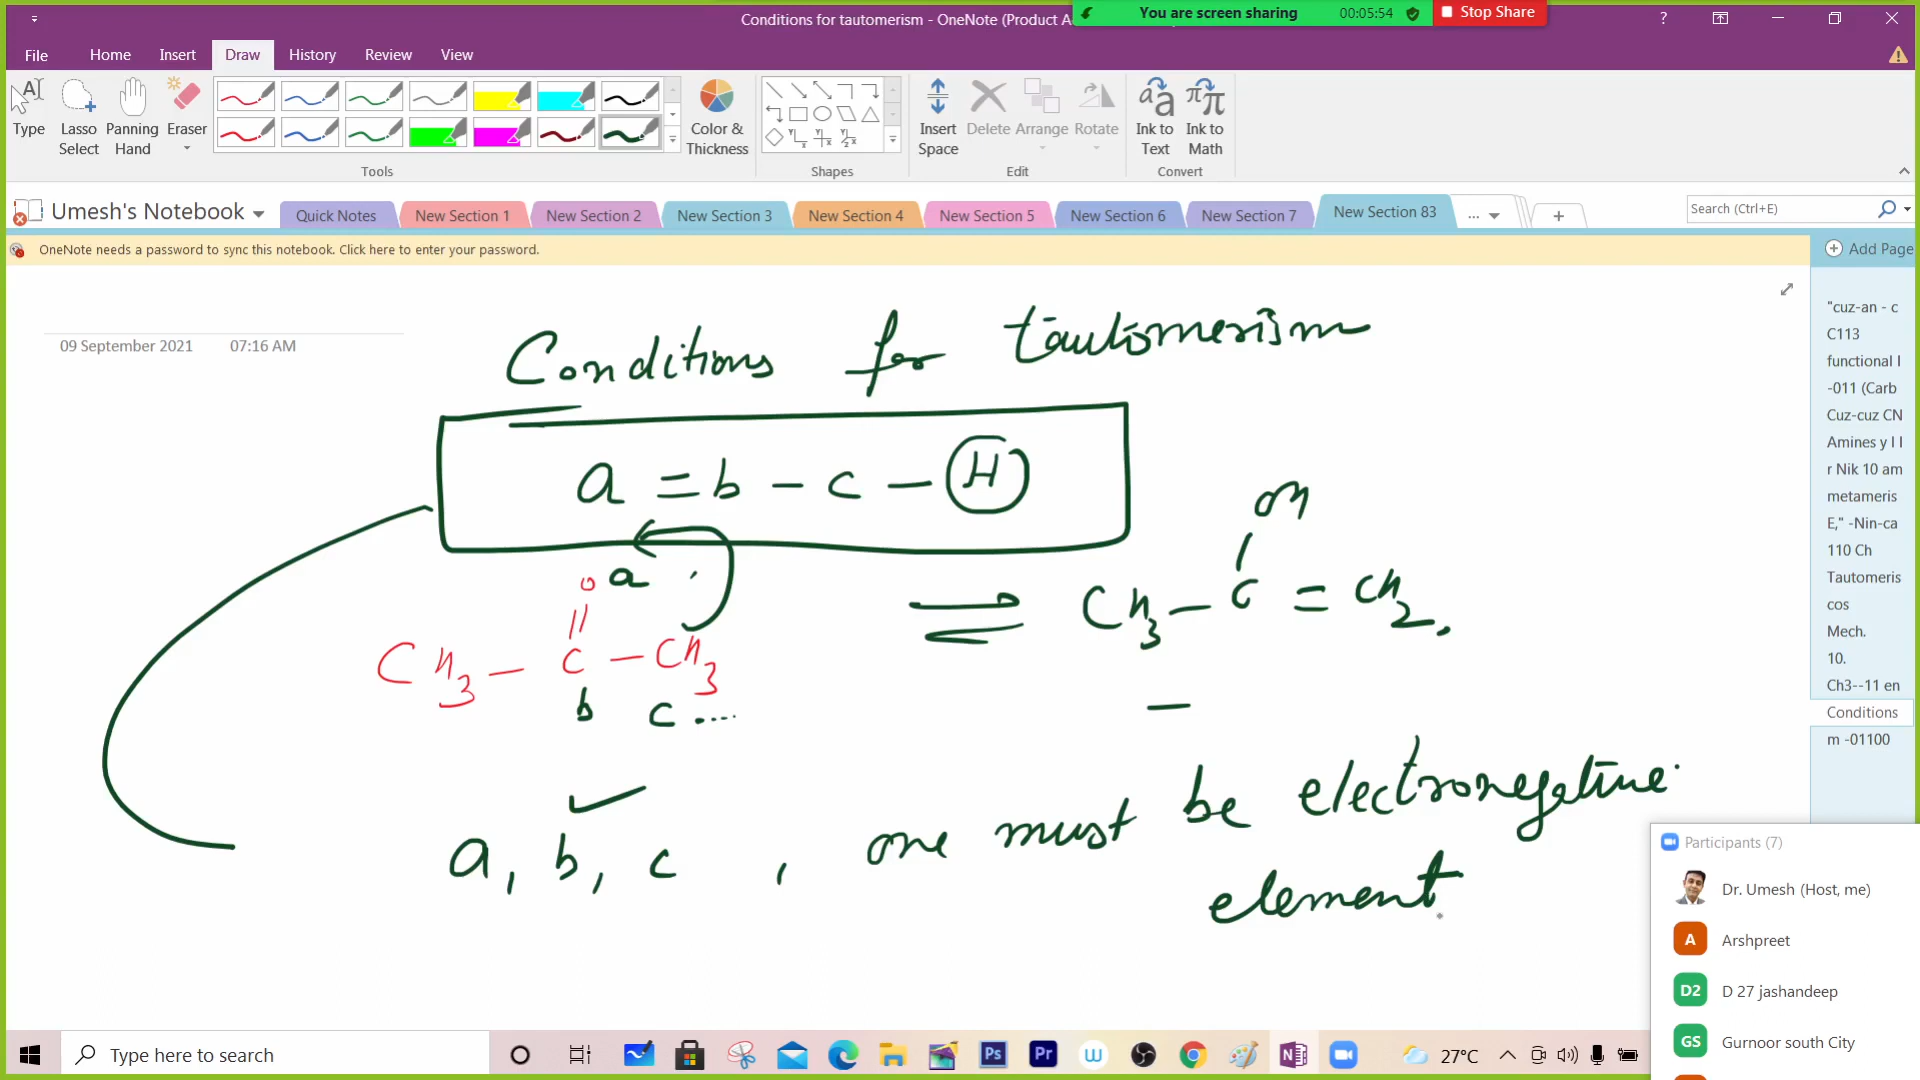 Conditions for tautomerism - OneNote (Product A
You are screen sharing 00:05:54 Stop Share
File Home Insert Draw History Review View
Type Lasso Select Panning Hand Eraser Color & Thickness Insert Space Delete Arrange Rotate Ink to Text Ink to Math
Tools Shapes Edit Convert
Umesh's Notebook Quick Notes New Section 1 New Section 2 New Section 3 New Section 4 New Section 5 New Section 6 New Section 7 New Section 83 ... Search (Ctrl+E)
OneNote needs a password to sync this notebook. Click here to enter your password.
Add Page
"cuz-an - c
C113
functional I
-011 (Carb
Cuz-cuz CN
Amines y I I
r Nik 10 am
metameris
E," -Nin-ca
110 Ch
Tautomeris
cos
Mech.
10.
Ch3--11 en
Conditions
m -01100
09 September 2021 07:16 AM
Conditions for tautomerism
a = b - c - H
OH
O a
CH3 - C - CH3 ⇌ CH3 - C = CH2.
b c ....
a, b, c , one must be electronegative
element
Participants (7)
Dr. Umesh (Host, me)
A Arshpreet
D2 D 27 jashandeep
GS Gurnoor south City
Type here to search Ps Pr W N 27°C